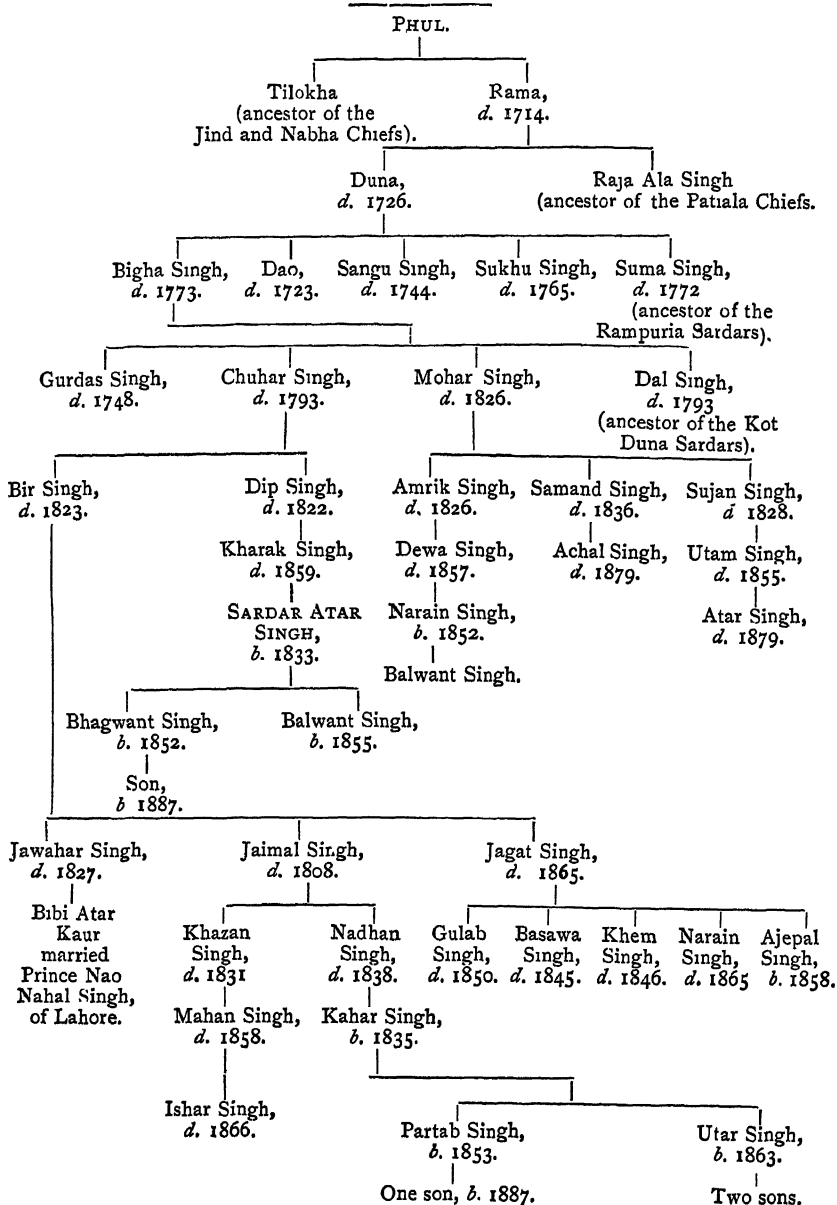 PHUL.
Tilokha
(ancestor of the
Jind and Nabha Chiefs).
Rama,
d. 1714.
Duna,
d. 1726.
Raja Ala Singh
(ancestor of the Patiala Chiefs.
Bigha Singh,
d. 1773.
Dao,
d. 1723.
Sangu Singh,
d. 1744.
Sukhu Singh,
d. 1765.
Suma Singh,
d. 1772
(ancestor of the
Rampuria Sardars).
Gurdas Singh,
d. 1748.
Chuhar Singh,
d. 1793.
Mohar Singh,
d. 1826.
Dal Singh,
d. 1793
(ancestor of the Kot
Duna Sardars).
Bir Singh,
d. 1823.
Dip Singh,
d. 1822.
Amrik Singh,
d. 1826.
Samand Singh,
d. 1836.
Sujan Singh,
d 1828.
Kharak Singh,
d. 1859.
Dewa Singh,
d. 1857.
Achal Singh,
d. 1879.
Utam Singh,
d. 1855.
SARDAR ATAR
SINGH,
b. 1833.
Narain Singh,
b. 1852.
Atar Singh,
d. 1879.
Balwant Singh.
Bhagwant Singh,
b. 1852.
Balwant Singh,
b. 1855.
Son,
b 1887.
Jawahar Singh,
d. 1827.
Jaimal Singh,
d. 1808.
Jagat Singh,
d. 1865.
Bibi Atar
Kaur
married
Prince Nao
Nahal Singh,
of Lahore.
Khazan
Singh,
d. 1831
Nadhan
Singh,
d. 1838.
Gulab
Singh,
d. 1850.
Basawa
Singh,
d. 1845.
Khem
Singh,
d. 1846.
Narain
Singh,
d. 1865
Ajepal
Singh,
b. 1858.
Mahan Singh,
d. 1858.
Kahar Singh,
b. 1835.
Ishar Singh,
d. 1866.
Partab Singh,
b. 1853.
Utar Singh,
b. 1863.
One son, b. 1887.
Two sons.